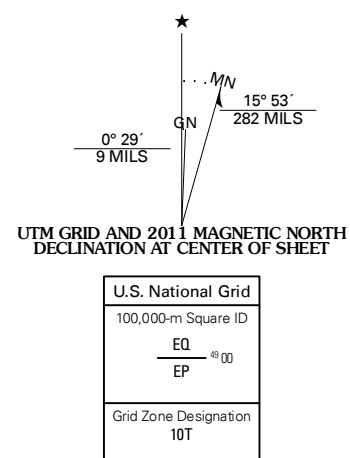 ★
MN
15° 53´
282 MILS
GN
0° 29´
9 MILS
UTM GRID AND 2011 MAGNETIC NORTH
DECLINATION AT CENTER OF SHEET
U.S. National Grid
100,000-m Square ID
EQ
49 00
EP
Grid Zone Designation
10T